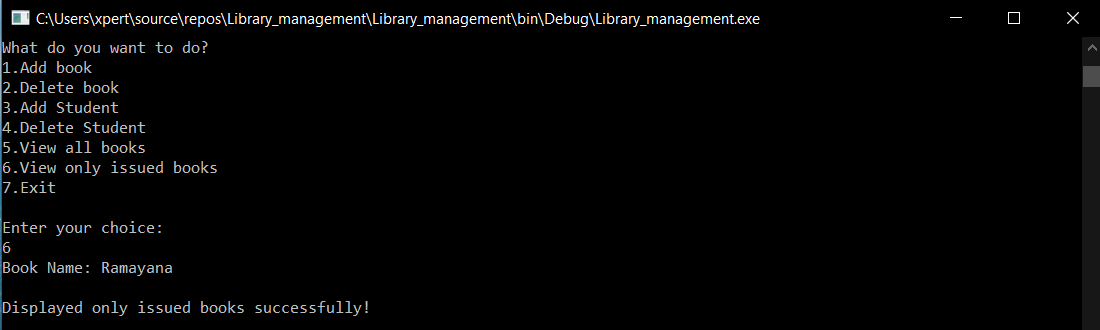 C:\Users\xpert\source\repos\Library_management\Library_management\bin\Debug\Library_management.exe
What do you want to do?
1.Add book
2.Delete book
3.Add Student
4.Delete Student
5.View all books
6.View only issued books
7.Exit
Enter your choice:
6
Book Name: Ramayana
Displayed only issued books successfully!